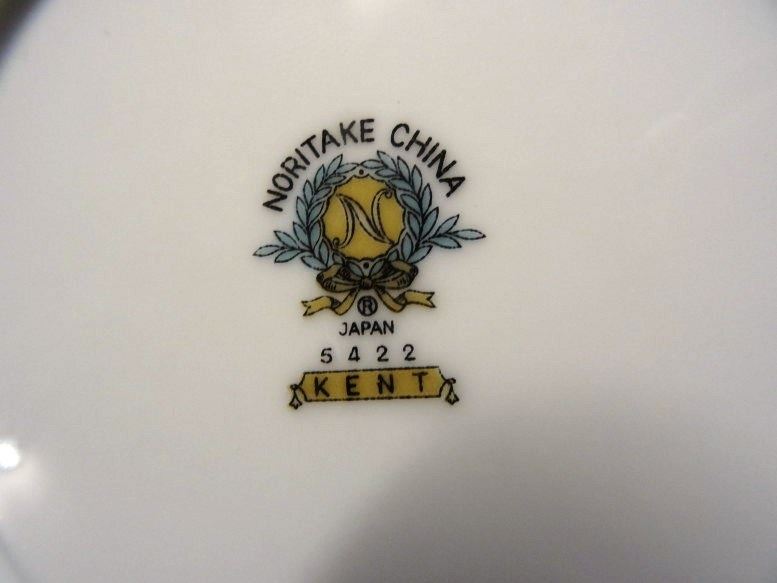 NORITAKE CHINA
N
®
JAPAN
5422
KENT